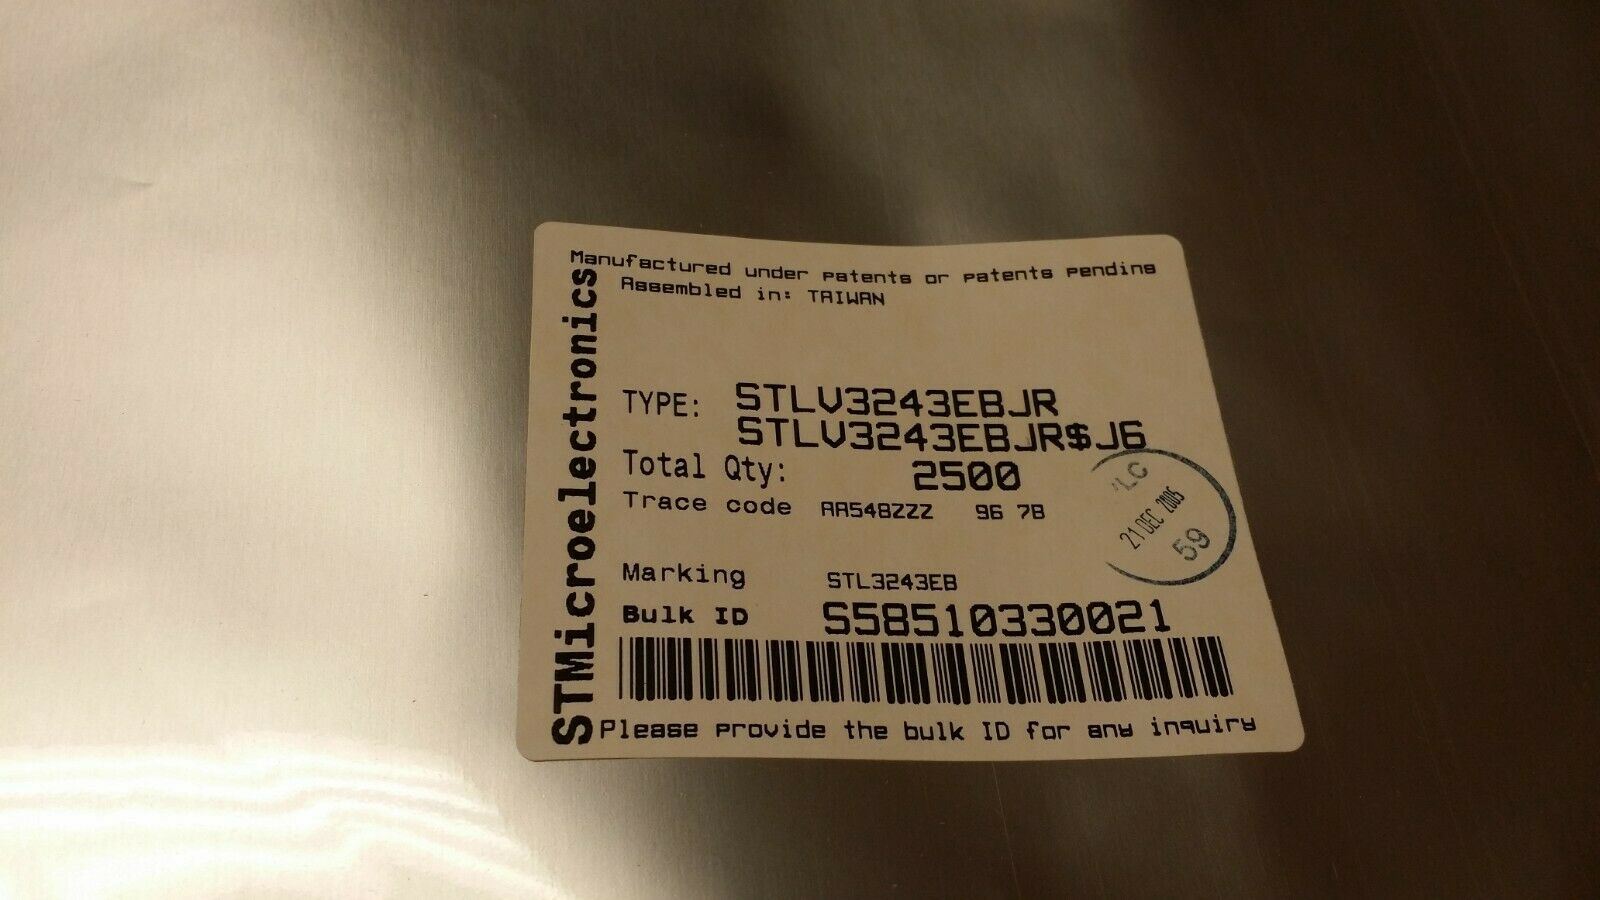 Manufactured under patents or patents pending
Assembled in: TAIWAN
STMicroelectronics
TYPE: STLV3243EBJR
STLV3243EBJR$J6
Total Qty: 2500
Trace code AA548ZZZ 96 7B
21 DEC 2005
59
Marking STL3243EB
Bulk ID S58510330021
Please provide the bulk ID for any inquiry